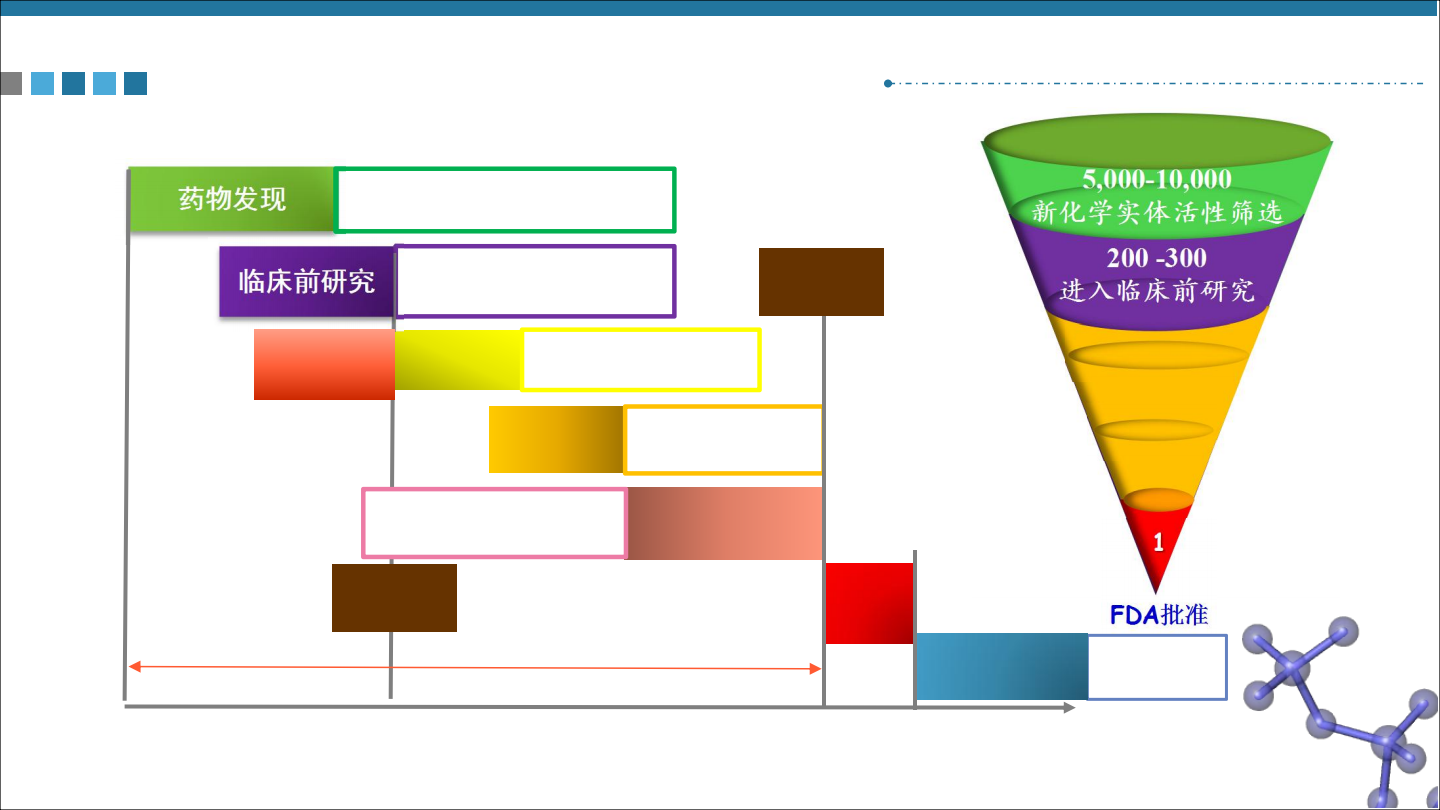 药物发现
临床前研究
5,000-10,000
新化学实体活性筛选
200 -300
进入临床前研究
1
FDA批准